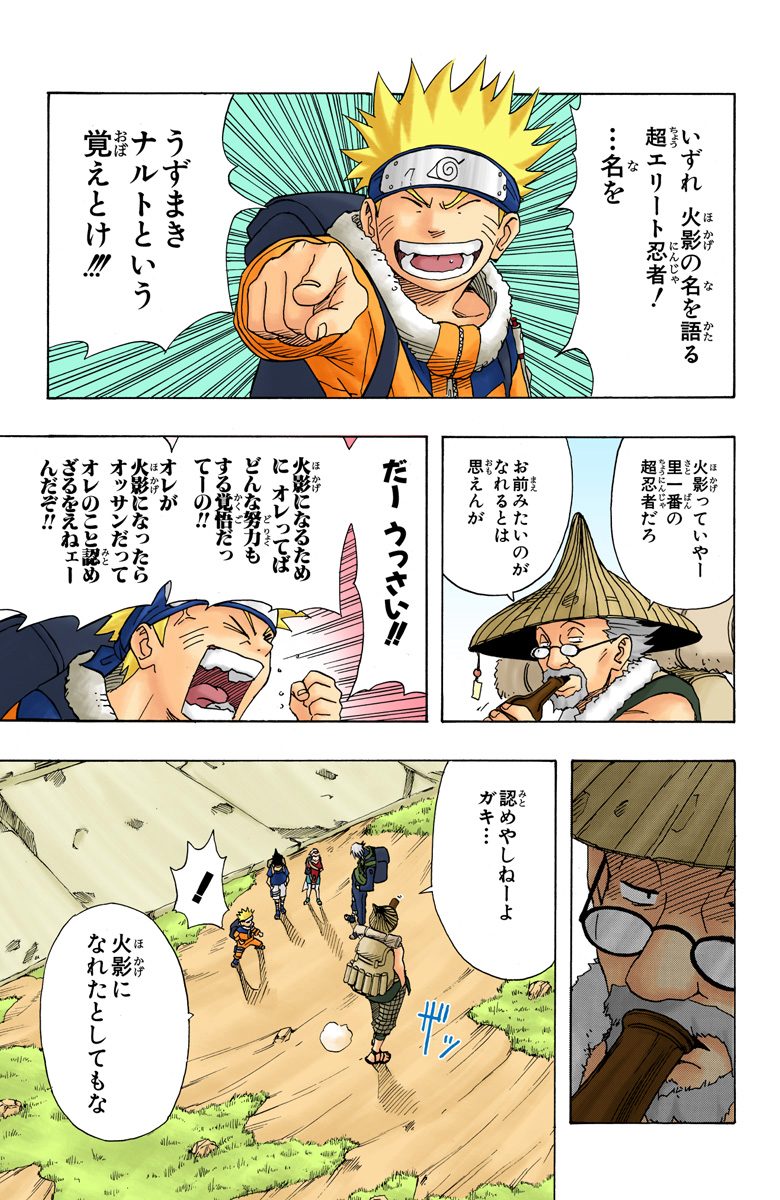 いずれ 火影の名を語る
超エリート忍者!
…名を
うずまき
ナルトという
覚えとけ!!!
火影っていやー
里一番の
超忍者だろ
お前みたいのが
なれるとは
思えんが
だーうっさい!!
火影になるため
に オレってば
どんな努力も
する覚悟だっ
てーの!!
オレが
火影になったら
オッサンだって
オレのこと認め
ざるをえねェー
んだぞ!!
認めやしねーよ
ガキ…
!
ザッ
火影に
なれたとしてもな